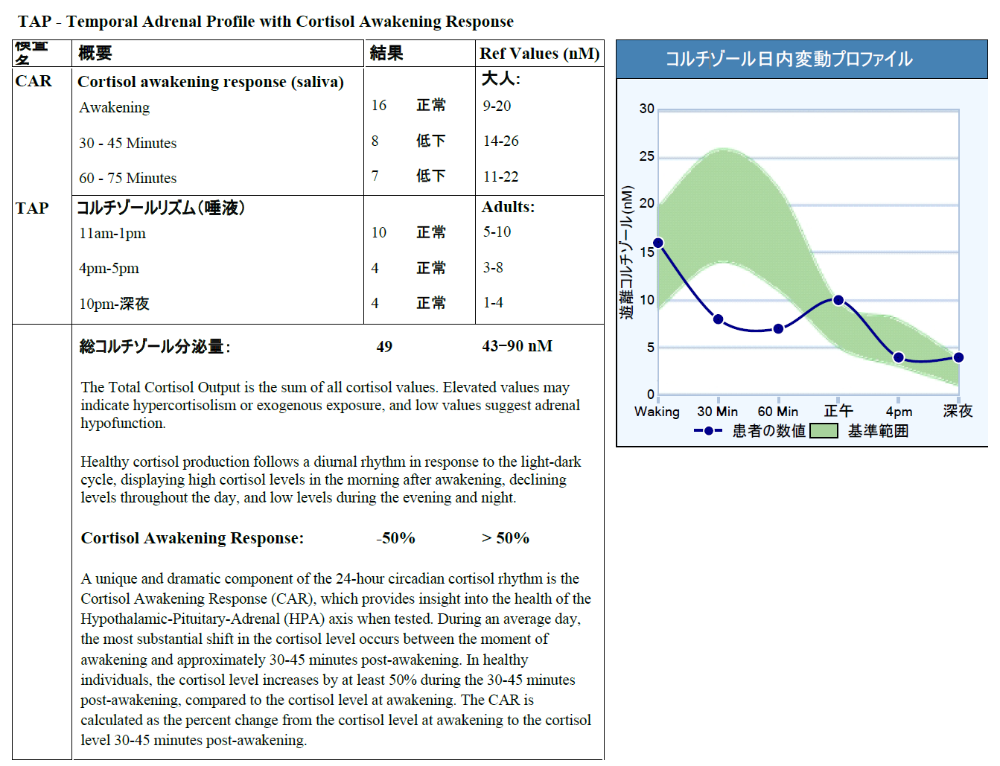 TAP - Temporal Adrenal Profile with Cortisol Awakening Response
検査名 概要 結果 Ref Values (nM)
CAR Cortisol awakening response (saliva) 大人:
Awakening 16 正常 9-20
30 - 45 Minutes 8 低下 14-26
60 - 75 Minutes 7 低下 11-22
TAP コルチゾールリズム(唾液) Adults:
11am-1pm 10 正常 5-10
4pm-5pm 4 正常 3-8
10pm-深夜 4 正常 1-4
総コルチゾール分泌量: 49 43−90 nM
The Total Cortisol Output is the sum of all cortisol values. Elevated values may
indicate hypercortisolism or exogenous exposure, and low values suggest adrenal
hypofunction.
Healthy cortisol production follows a diurnal rhythm in response to the light-dark
cycle, displaying high cortisol levels in the morning after awakening, declining
levels throughout the day, and low levels during the evening and night.
Cortisol Awakening Response: -50% > 50%
A unique and dramatic component of the 24-hour circadian cortisol rhythm is the
Cortisol Awakening Response (CAR), which provides insight into the health of the
Hypothalamic-Pituitary-Adrenal (HPA) axis when tested. During an average day,
the most substantial shift in the cortisol level occurs between the moment of
awakening and approximately 30-45 minutes post-awakening. In healthy
individuals, the cortisol level increases by at least 50% during the 30-45 minutes
post-awakening, compared to the cortisol level at awakening. The CAR is
calculated as the percent change from the cortisol level at awakening to the cortisol
level 30-45 minutes post-awakening.
コルチゾール日内変動プロファイル
遊離コルチゾール(nM)
30
25
20
15
10
5
0
Waking 30 Min 60 Min 正午 4pm 深夜
患者の数値 基準範囲